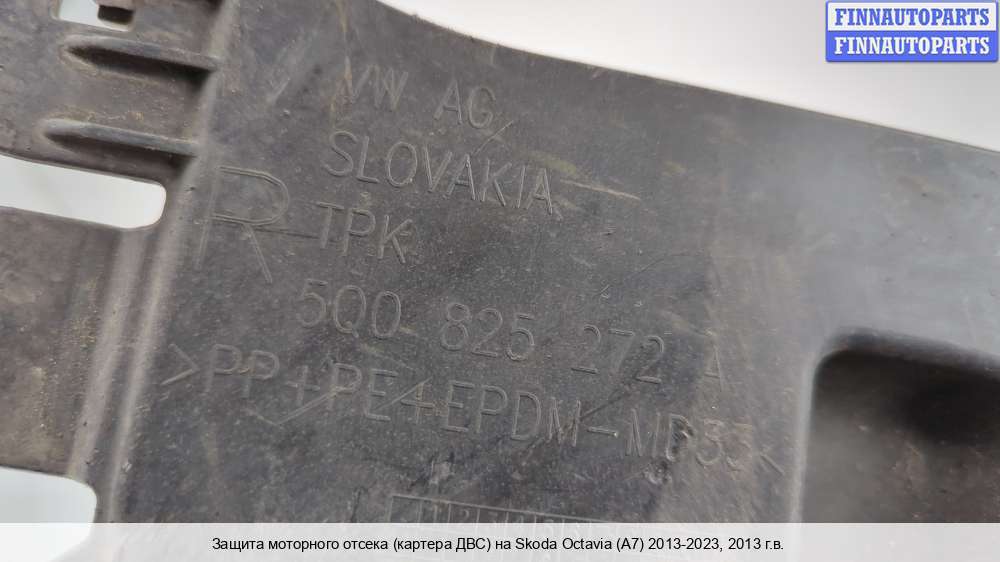 FINNAUTOPARTS
FINNAUTOPARTS
VW AG
SLOVAKIA
R TPK
5Q0 825 272 A
>PP+PE+EPDM-MD33<
Защита моторного отсека (картера ДВС) на Skoda Octavia (A7) 2013-2023, 2013 г.в.